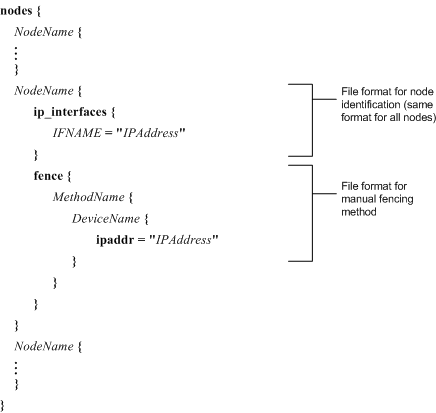 nodes {
NodeName {
⋮
}
NodeName {
ip_interfaces {
IFNAME = "IPAddress"
}
fence {
MethodName {
DeviceName {
ipaddr = "IPAddress"
}
}
}
}
NodeName {
⋮
}
}
File format for node
identification (same
format for all nodes)
File format for
manual fencing
method